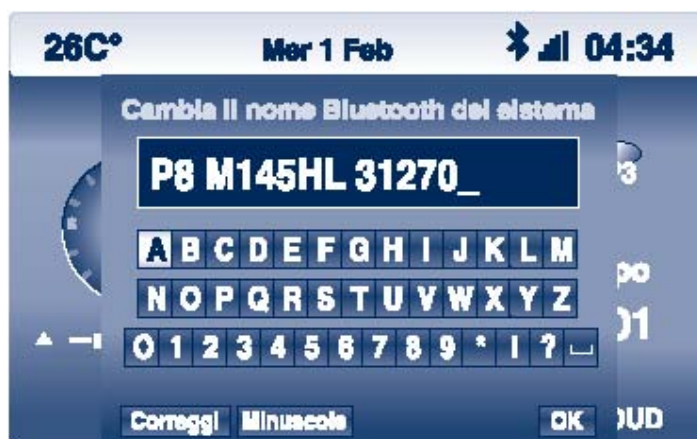 26C° Mer 1 Feb 04:34
Cambia il nome Bluetooth del sistema
P8 M145HL 31270_
A B C D E F G H I J K L M
N O P Q R S T U V W X Y Z
0 1 2 3 4 5 6 7 8 9 * ! ?
Correggi Minuscole OK